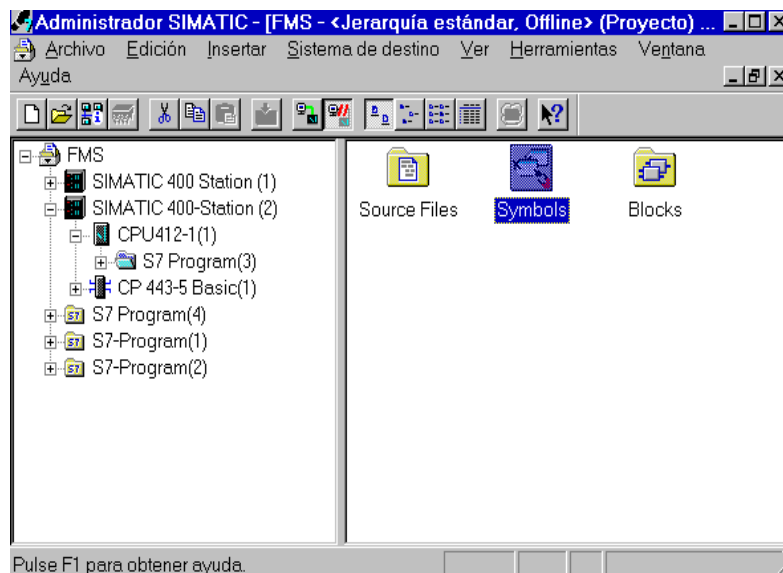 Administrador SIMATIC - [FMS - <Jerarquía estándar, Offline> (Proyecto) ...
Archivo Edición Insertar Sistema de destino Ver Herramientas Ventana
Ayuda
FMS
SIMATIC 400 Station (1)
SIMATIC 400-Station (2)
CPU412-1(1)
S7 Program(3)
CP 443-5 Basic(1)
S7 Program(4)
S7-Program(1)
S7-Program(2)
Source Files Symbols Blocks
Pulse F1 para obtener ayuda.